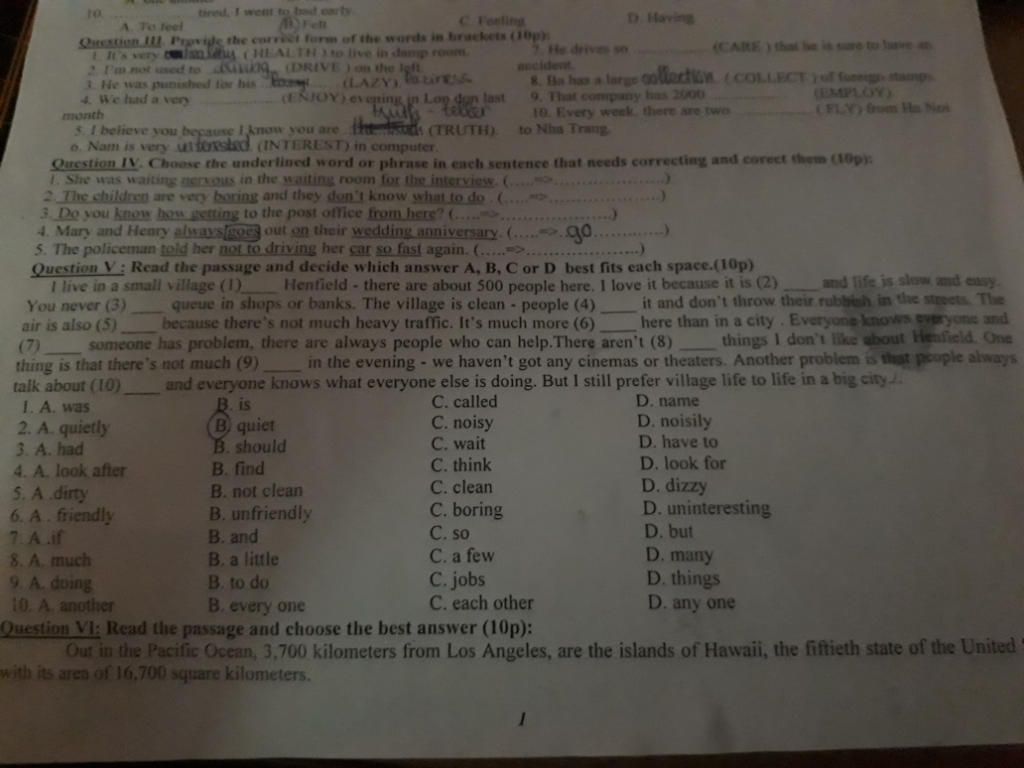 10. .............. tired, I went to bad early.
A. To feel B. Felt C. Feeling D. Having
Question III. Provide the correct form of the words in brackets (10p):
1. It's very ( HEALTH ) to live in damp room.
2. I'm not used to driving (DRIVE ) on the left.
3. He was punished for his (LAZY). laziness
4. We had a very .............. (ENJOY) evening in Lon don last
month
truth - teller
5. I believe you because I know you are (TRUTH).
6. Nam is very unterested (INTEREST) in computer.
7. He drives so .............. (CARE ) that he is sure to have an
accident.
8. Ba has a large collection. ( COLLECT ) of foreign stamps.
9. That company has 2000 .............. (EMPLOY)
10. Every week, there are two .............. ( FLY) from Ha Noi
to Nha Trang.
Question IV. Choose the underlined word or phrase in each sentence that needs correcting and corect them (10p):
1. She was waiting nervous in the waiting room for the interview. (.....=>.....................)
2. The children are very boring and they don't know what to do . (.....=>.....................)
3. Do you know how getting to the post office from here? (.....=>.....................)
4. Mary and Henry always goes out on their wedding anniversary. (.....=>. go..............)
5. The policeman told her not to driving her car so fast again. (.....=>.....................)
Question V : Read the passage and decide which answer A, B, C or D best fits each space.(10p)
I live in a small village (1)____ Henfield - there are about 500 people here. I love it because it is (2) ____ and life is slow and easy.
You never (3) ____ queue in shops or banks. The village is clean - people (4) ____ it and don't throw their rubbish in the streets. The
air is also (5) ____ because there's not much heavy traffic. It's much more (6) ____ here than in a city . Everyone knows everyone and
(7) ____ someone has problem, there are always people who can help.There aren't (8) ____ things I don't like about Henfield. One
thing is that there's not much (9) ____ in the evening - we haven't got any cinemas or theaters. Another problem is that people always
talk about (10) ____ and everyone knows what everyone else is doing. But I still prefer village life to life in a big city./.
1. A. was B. is C. called D. name
2. A. quietly B. quiet C. noisy D. noisily
3. A. had B. should C. wait D. have to
4. A. look after B. find C. think D. look for
5. A .dirty B. not clean C. clean D. dizzy
6. A . friendly B. unfriendly C. boring D. uninteresting
7. A .if B. and C. so D. but
8. A. much B. a little C. a few D. many
9. A. doing B. to do C. jobs D. things
10. A. another B. every one C. each other D. any one
Question VI: Read the passage and choose the best answer (10p):
Out in the Pacific Ocean, 3,700 kilometers from Los Angeles, are the islands of Hawaii, the fiftieth state of the United
with its area of 16,700 square kilometers.
1